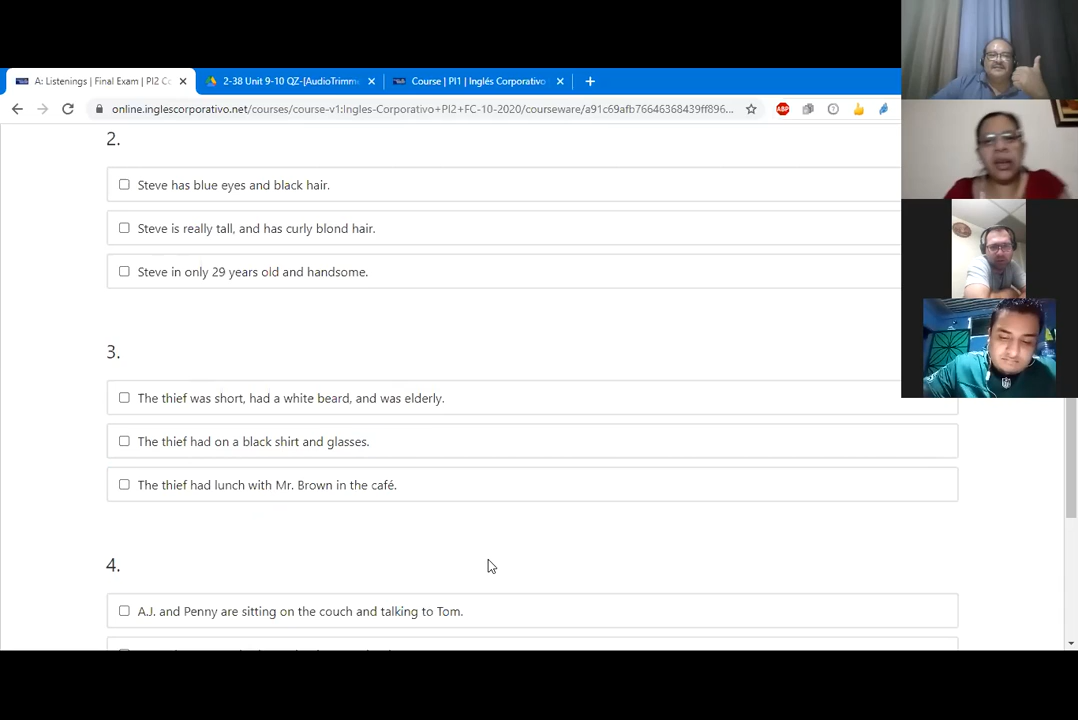 A: Listenings | Final Exam | PI2 Co
2-38 Unit 9-10 QZ-[AudioTrimme
Course | PI1 | Inglés Corporativo
online.inglescorporativo.net/courses/course-v1:Ingles-Corporativo+PI2+FC-10-2020/courseware/a91c69afb76646368439ff896...
ABP
2.
Steve has blue eyes and black hair.
Steve is really tall, and has curly blond hair.
Steve in only 29 years old and handsome.
3.
The thief was short, had a white beard, and was elderly.
The thief had on a black shirt and glasses.
The thief had lunch with Mr. Brown in the café.
4.
A.J. and Penny are sitting on the couch and talking to Tom.